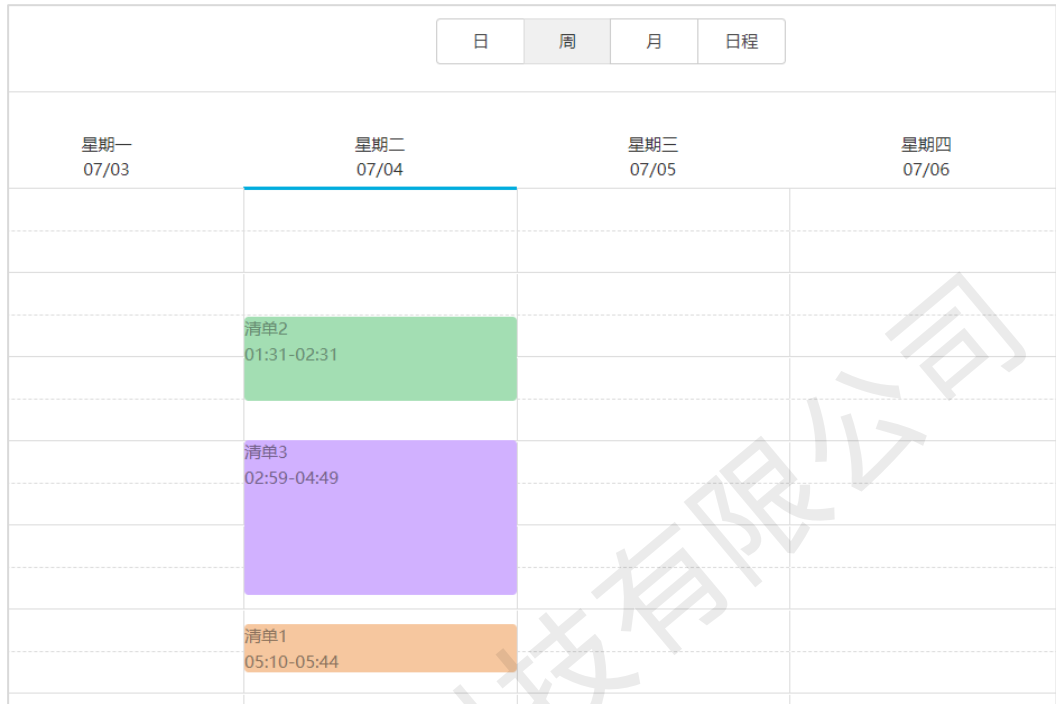 日 周 月 日程
星期一 星期二 星期三 星期四
07/03 07/04 07/05 07/06
清单2
01:31-02:31
清单3
02:59-04:49
清单1
05:10-05:44
技有限公司